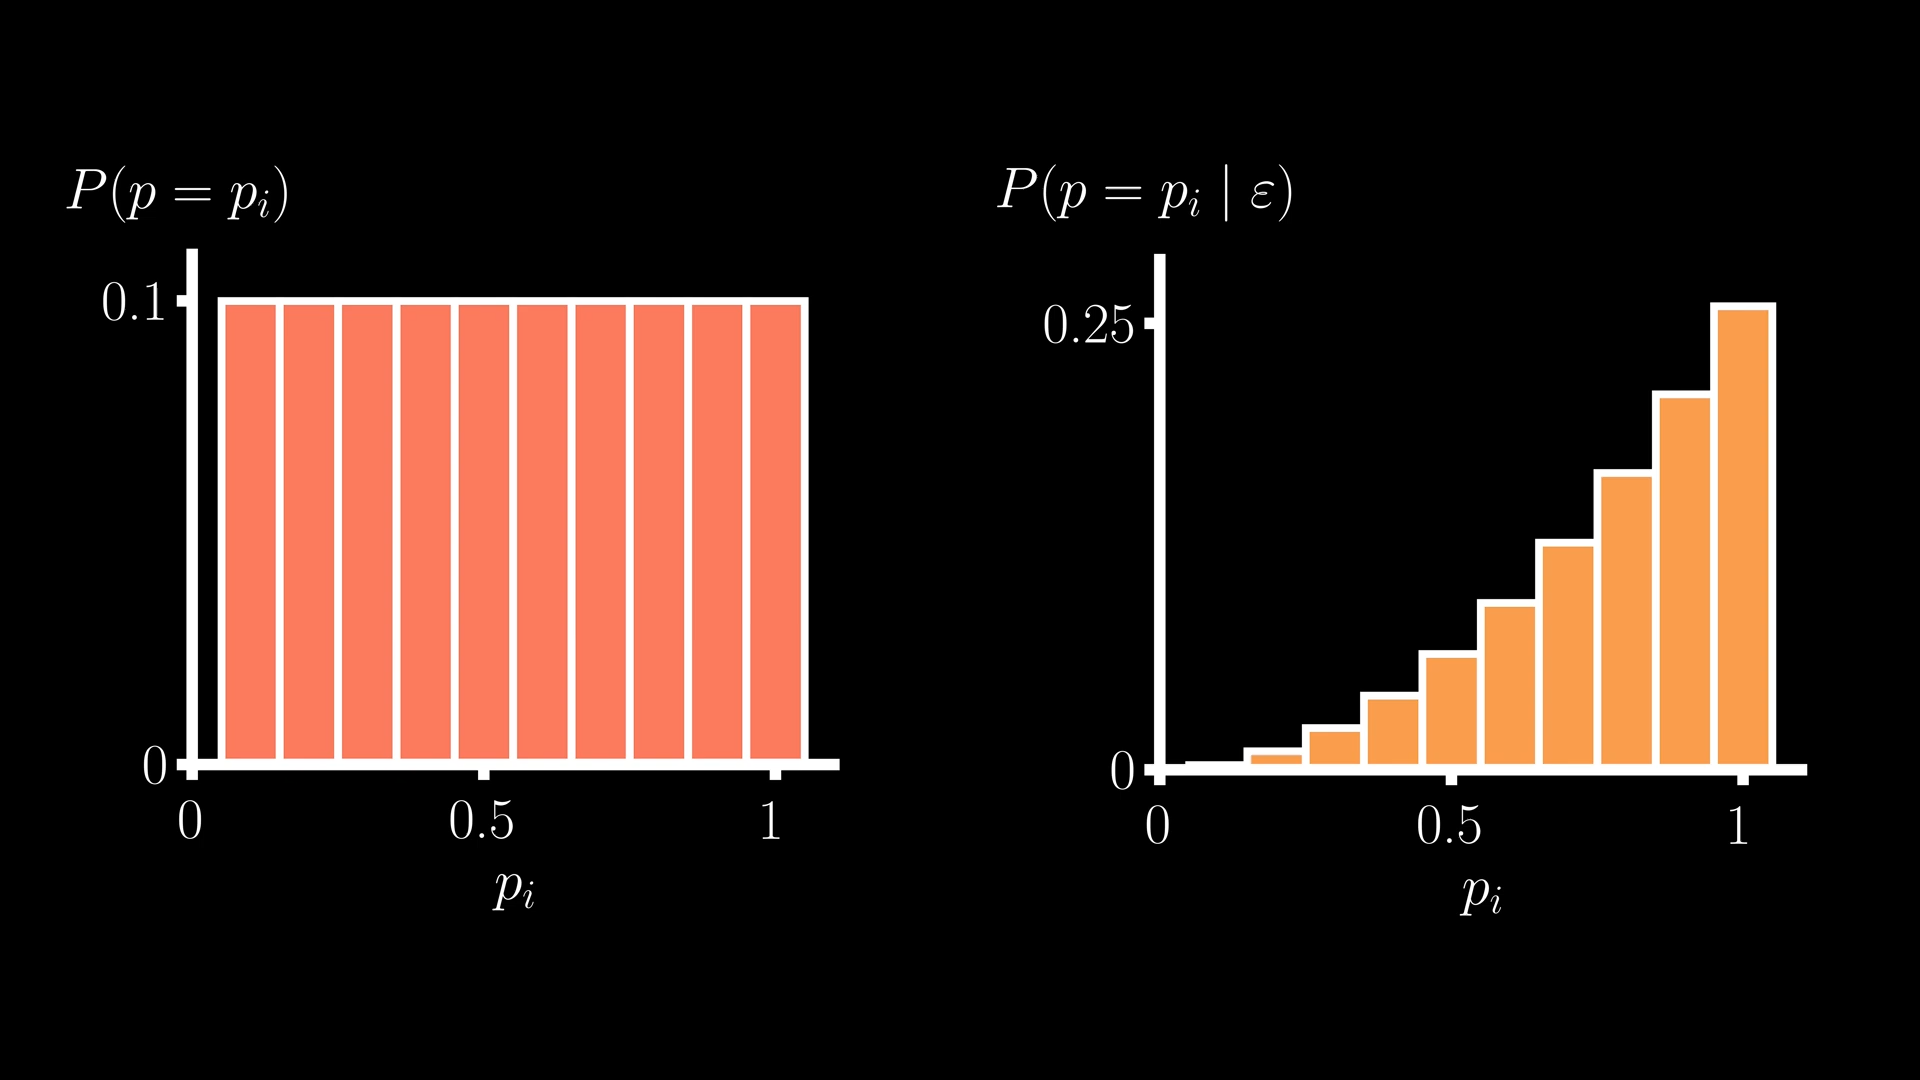 P(p = p_i)
0.1
0
0
0.5
1
p_i
P(p = p_i | ε)
0.25
0
0
0.5
1
p_i